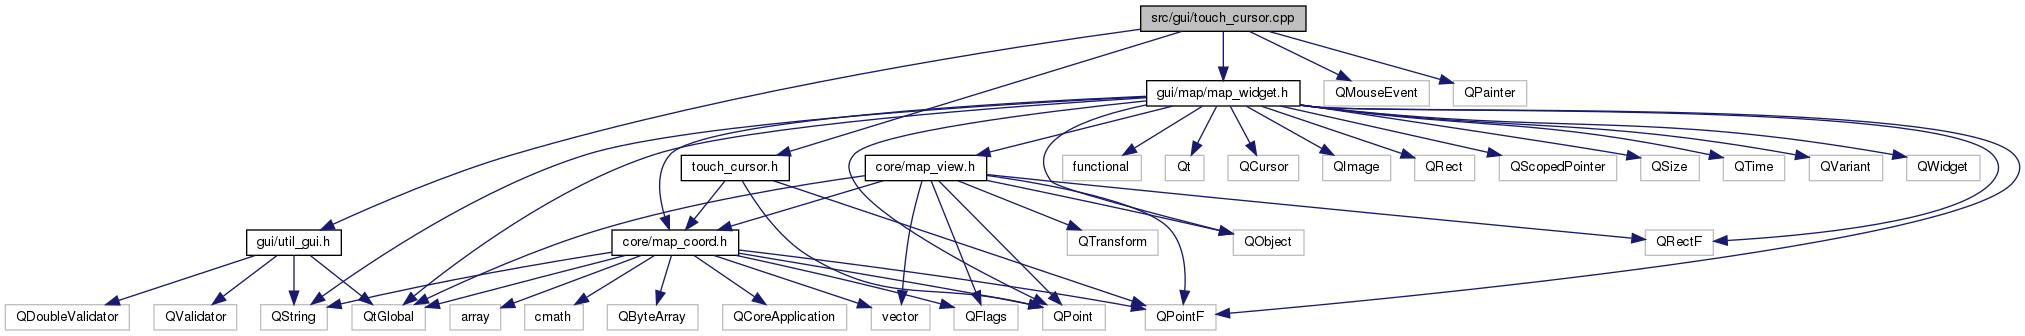 src/gui/touch_cursor.cpp
gui/map/map_widget.h
QMouseEvent
QPainter
touch_cursor.h
core/map_view.h
functional
Qt
QCursor
QImage
QRect
QScopedPointer
QSize
QTime
QVariant
QWidget
gui/util_gui.h
core/map_coord.h
QTransform
QObject
QRectF
QDoubleValidator
QValidator
QString
QtGlobal
array
cmath
QByteArray
QCoreApplication
vector
QFlags
QPoint
QPointF